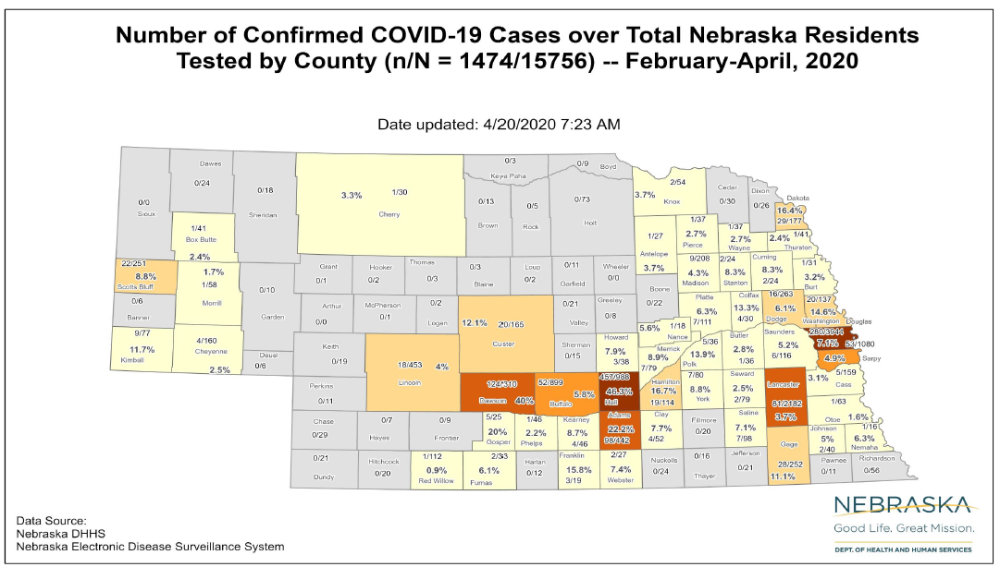 Number of Confirmed COVID-19 Cases over Total Nebraska Residents
Tested by County (n/N = 1474/15756) -- February-April, 2020
Date updated: 4/20/2020 7:23 AM
0/0
Sioux
Dawes
0/24
0/18
Sheridan
3.3% 1/30
Cherry
0/3
Keya Paha
0/9
Boyd
0/13
Brown
0/5
Rock
0/73
Holt
2/54
3.7%
Knox
Cedar
0/30
Dixon
0/26
Dakota
16.4%
29/177
1/41
Box Butte
2.4%
1/27
Antelope
3.7%
1/37
2.7%
Pierce
1/37
2.7%
Wayne
1/41
2.4%
Thurston
22/251
8.8%
Scotts Bluff
1.7%
1/58
Morrill
0/10
Garden
Grant
0/1
Hooker
0/2
Thomas
0/3
0/3
Blaine
Loup
0/2
0/11
Garfield
Wheeler
0/0
9/208
4.3%
Madison
2/24
8.3%
Stanton
Cuming
8.3%
2/24
1/31
3.2%
Burt
0/6
Banner
Arthur
0/0
McPherson
0/1
0/2
Logan
12.1% 20/165
Custer
0/21
Valley
Greeley
0/8
Boone
0/22
Platte
6.3%
7/111
Colfax
13.3%
4/30
16/263
6.1%
Dodge
20/137
14.6%
Washington
Douglas
280/3944
7.1%
53/1080
4.9%
Sarpy
9/77
11.7%
Kimball
4/160
Cheyenne
2.5%
Deuel
0/6
Keith
0/19
18/453 4%
Lincoln
Sherman
0/15
Howard
7.9%
3/38
5.6% 1/18
Nance
Merrick
8.9%
7/79
5/36
13.9%
Polk
Butler
2.8%
1/36
Saunders
5.2%
6/116
Perkins
0/11
124/310
Dawson 40%
52/899
5.8%
Buffalo
457/988
46.3%
Hall
Hamilton
16.7%
19/114
7/80
8.8%
York
Seward
2.5%
2/79
Lancaster
81/2182
3.7%
5/159
3.1%
Cass
Chase
0/29
0/7
Hayes
0/9
Frontier
5/25
20%
Gosper
1/46
2.2%
Phelps
Kearney
8.7%
4/46
Adams
22.2%
98/442
Clay
7.7%
4/52
Fillmore
0/20
Saline
7.1%
7/98
1/63
Otoe 1.6%
Johnson
5%
2/40
1/16
6.3%
Nemaha
0/21
Dundy
Hitchcock
0/20
1/112
0.9%
Red Willow
2/33
6.1%
Furnas
Harlan
0/12
Franklin
15.8%
3/19
2/27
7.4%
Webster
Nuckolls
0/24
0/16
Thayer
Jefferson
0/21
Gage
28/252
11.1%
Pawnee
0/11
Richardson
0/56
Data Source:
Nebraska DHHS
Nebraska Electronic Disease Surveillance System
NEBRASKA
Good Life. Great Mission.
DEPT. OF HEALTH AND HUMAN SERVICES